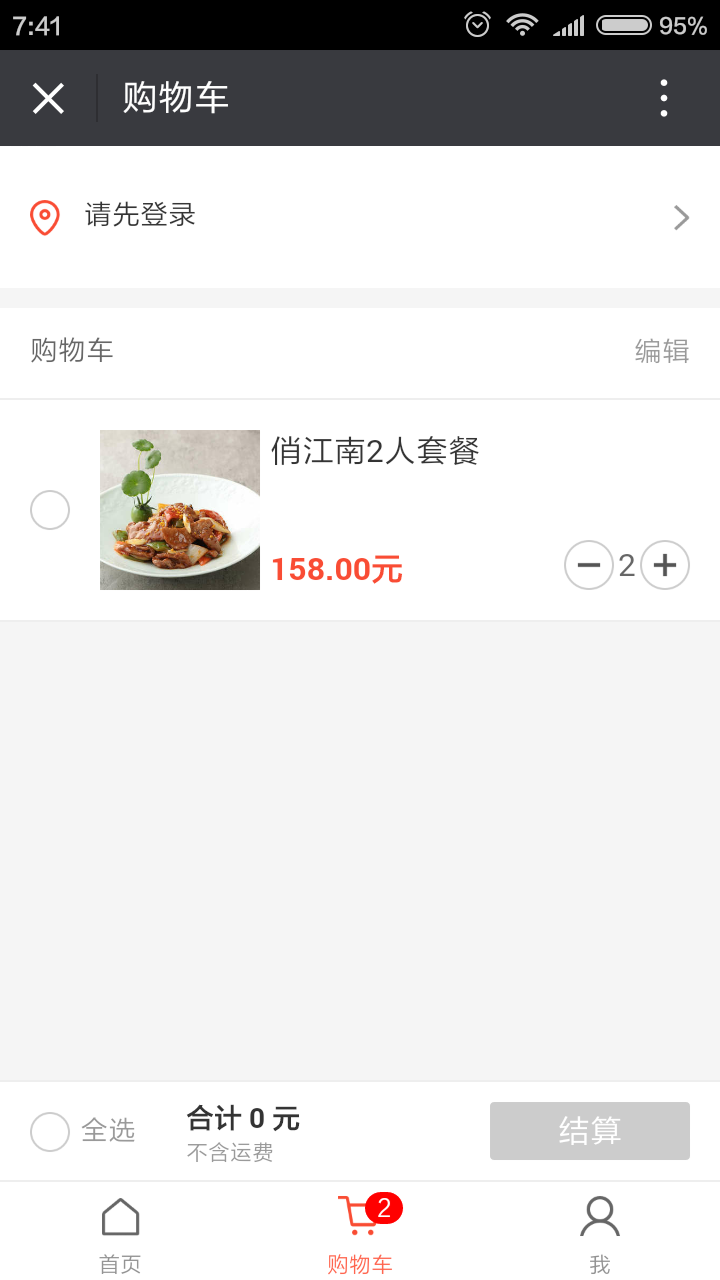 7:41
95%
购物车
请先登录
购物车
编辑
俏江南2人套餐
158.00元
2
全选
合计 0 元
不含运费
结算
2
首页
购物车
我